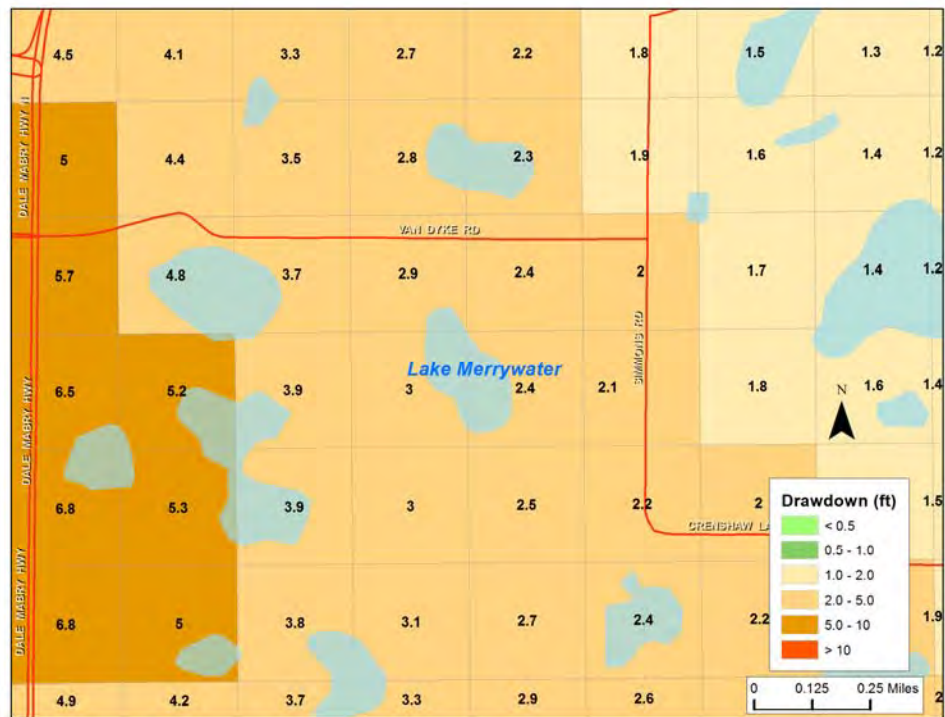 4.5 4.1 3.3 2.7 2.2 1.8 1.5 1.3 1.2
DALE MABRY HWY N
5 4.4 3.5 2.8 2.3 1.9 1.6 1.4 1.2
VAN DYKE RD
5.7 4.8 3.7 2.9 2.4 2 1.7 1.4 1.2
SIMMONS RD
Lake Merrywater
DALE MABRY HWY
6.5 5.2 3.9 3 2.4 2.1 1.8 1.6 1.4
N
6.8 5.3 3.9 3 2.5 2.2 2 1.5
CRENSHAW LA
DALE MABRY HWY
6.8 5 3.8 3.1 2.7 2.4 2.2 1.9
4.9 4.2 3.7 3.3 2.9 2.6 2
Drawdown (ft)
< 0.5
0.5 - 1.0
1.0 - 2.0
2.0 - 5.0
5.0 - 10
> 10
0 0.125 0.25 Miles